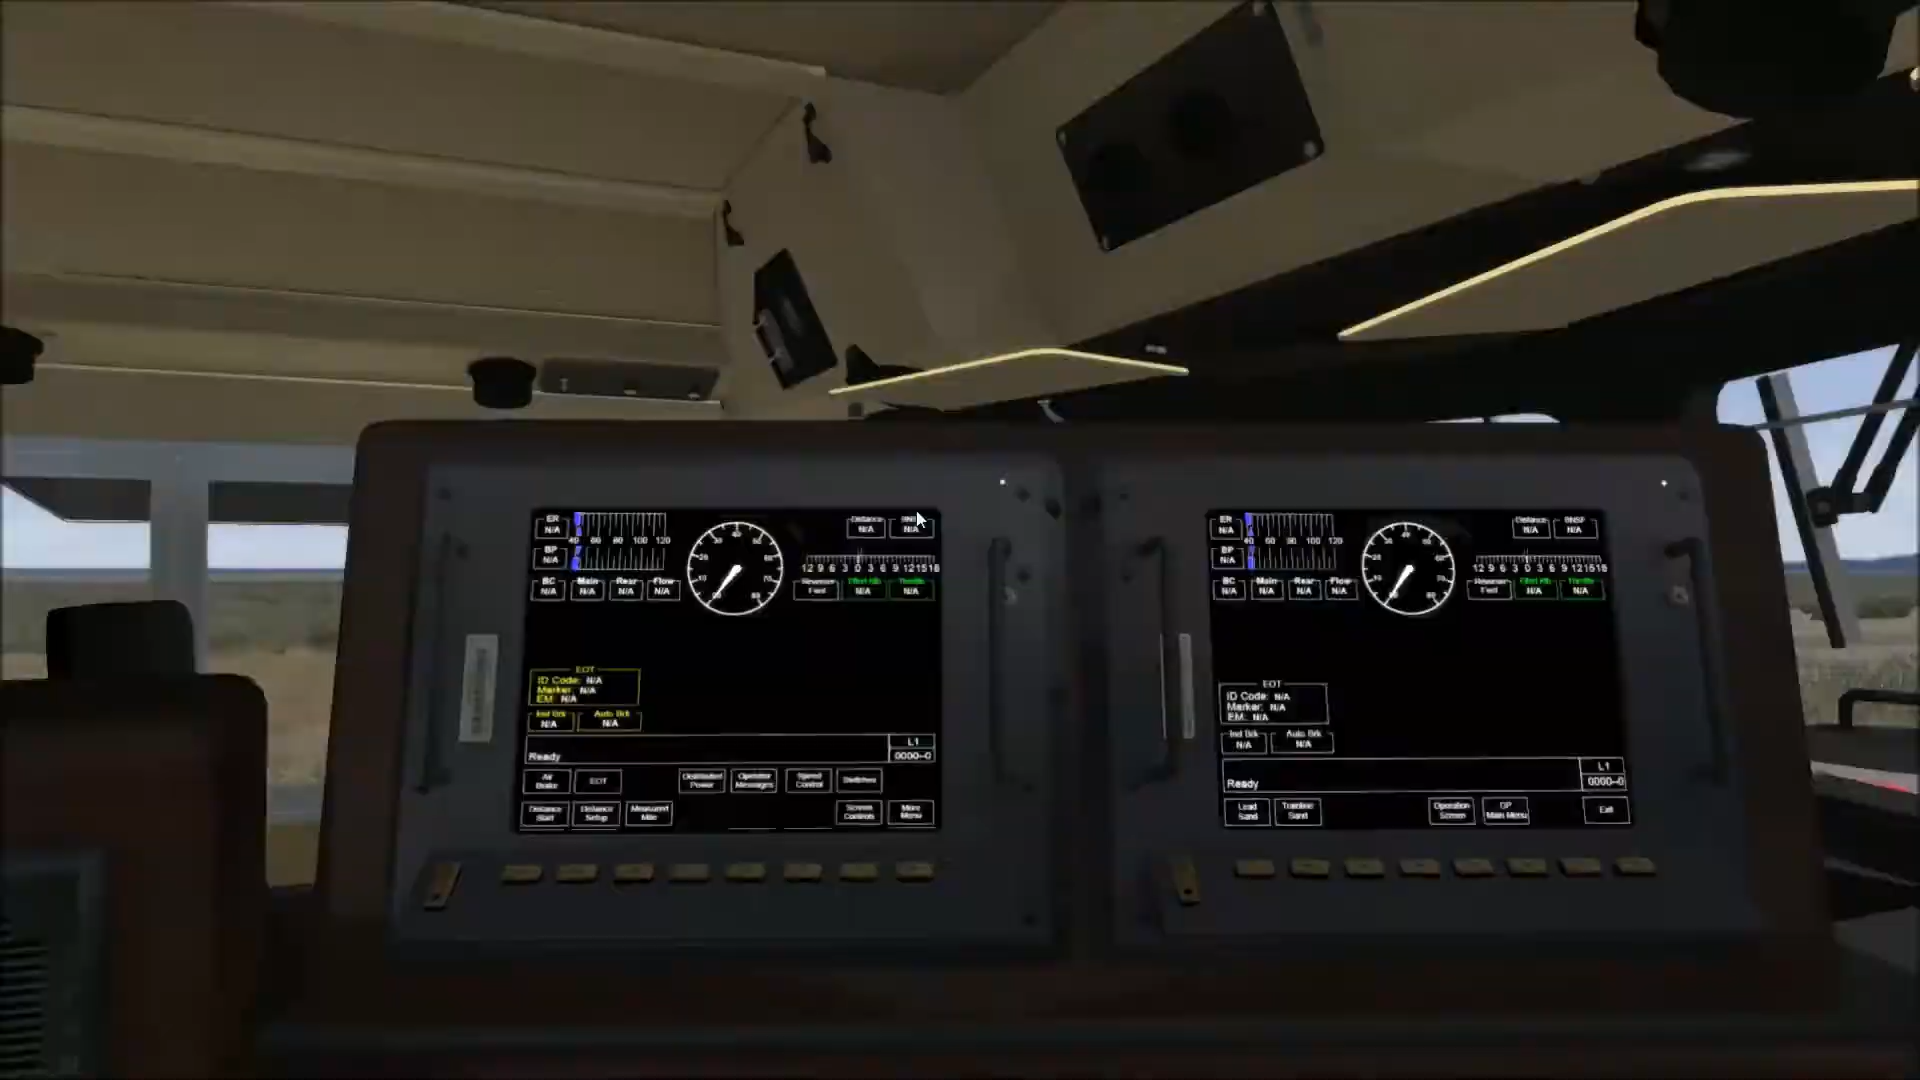 ER
N/A
40 60 80 100 120
BP
N/A
BC Main Rear Flow
N/A N/A N/A N/A
Distance
N/A N/A
12 9 6 3 0 3 6 9 12 15 18
Reverser Effort Klb Throttle
N/A N/A
EOT
ID Code: N/A
Marker: N/A
EM: N/A
Ind Brk Auto Brk
N/A N/A
Ready
L1
0000-0
Air Brake
EOT
Distributed Power
Operator Messages
Speed Control
Switches
Distance Start
Distance Setup
Measured Mile
Screen Controls
More Menu
ER
N/A
40 60 80 100 120
BP
N/A
BC Main Rear Flow
N/A N/A N/A N/A
Distance BNSF
N/A N/A
12 9 6 3 0 3 6 9 12 15 18
Reverser Effort Klb Throttle
N/A N/A
EOT
ID Code: N/A
Marker: N/A
EM: N/A
Ind Brk Auto Brk
N/A N/A
Ready
L1
0000-0
Lead Sand
Trainline Sand
Operation Screen
DP Main Menu
Exit